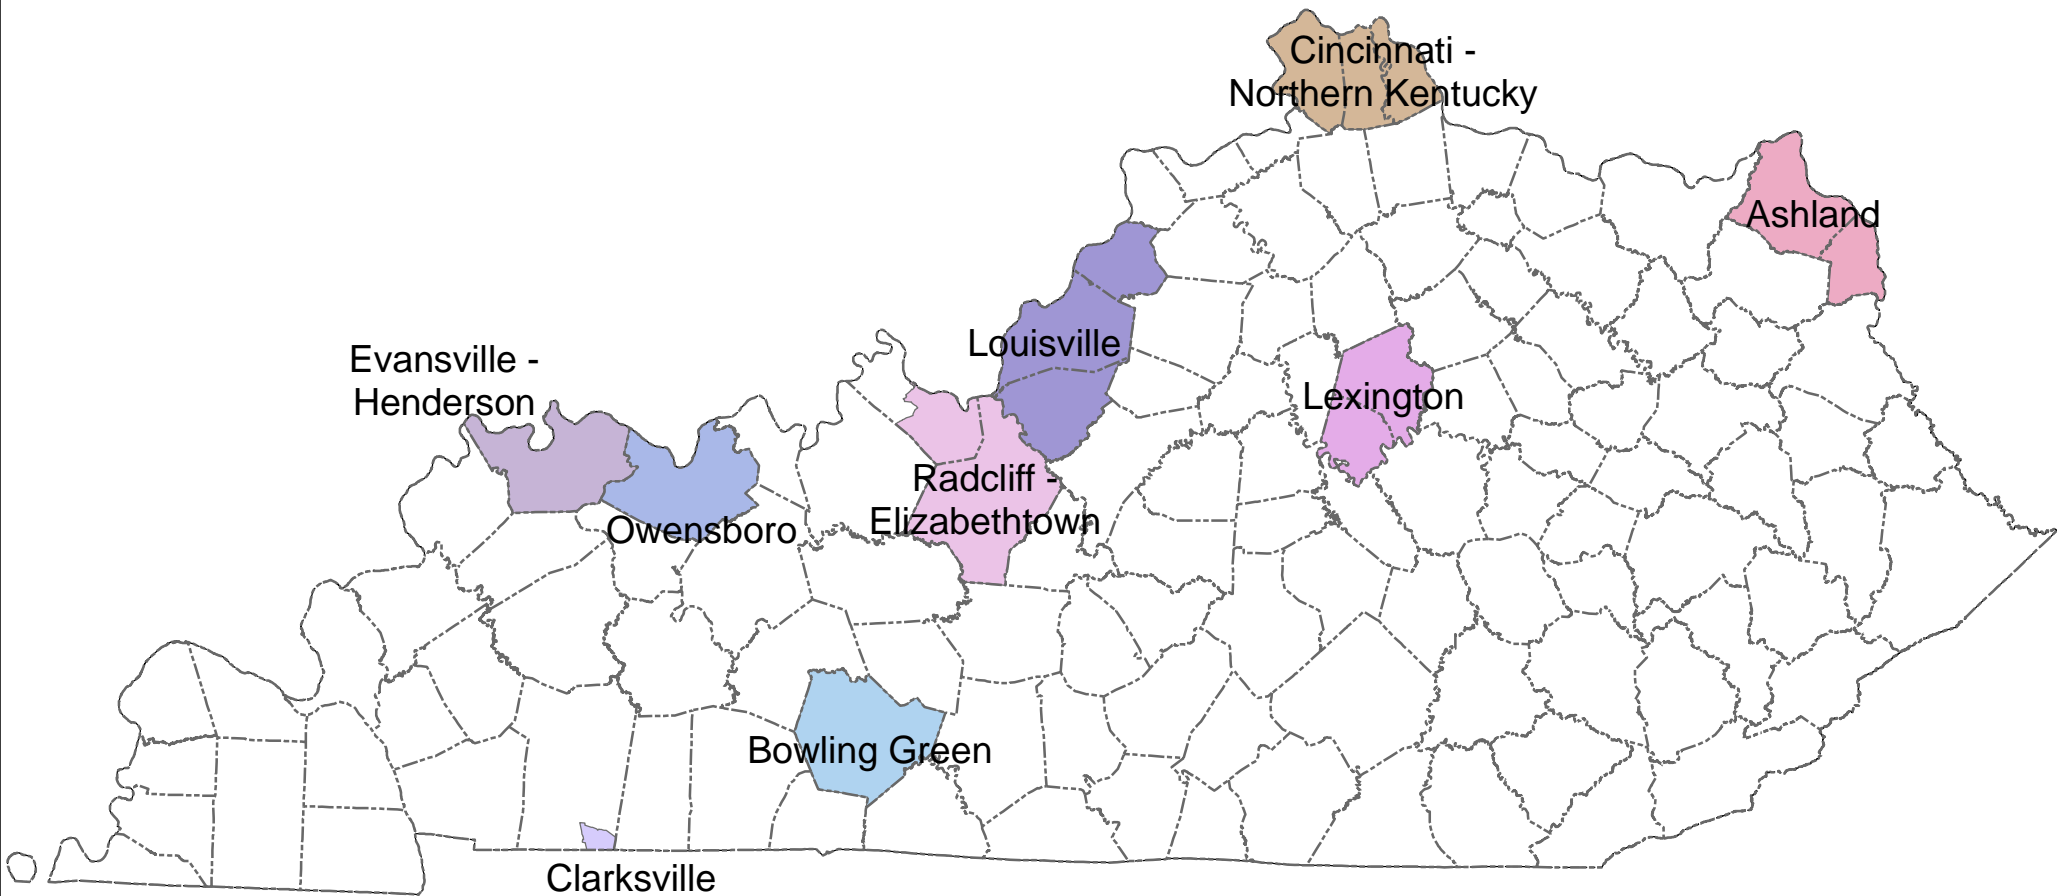 Cincinnati -
Northern Kentucky
Ashland
Louisville
Evansville -
Henderson
Lexington
Radcliff -
Elizabethtown
Owensboro
Bowling Green
Clarksville